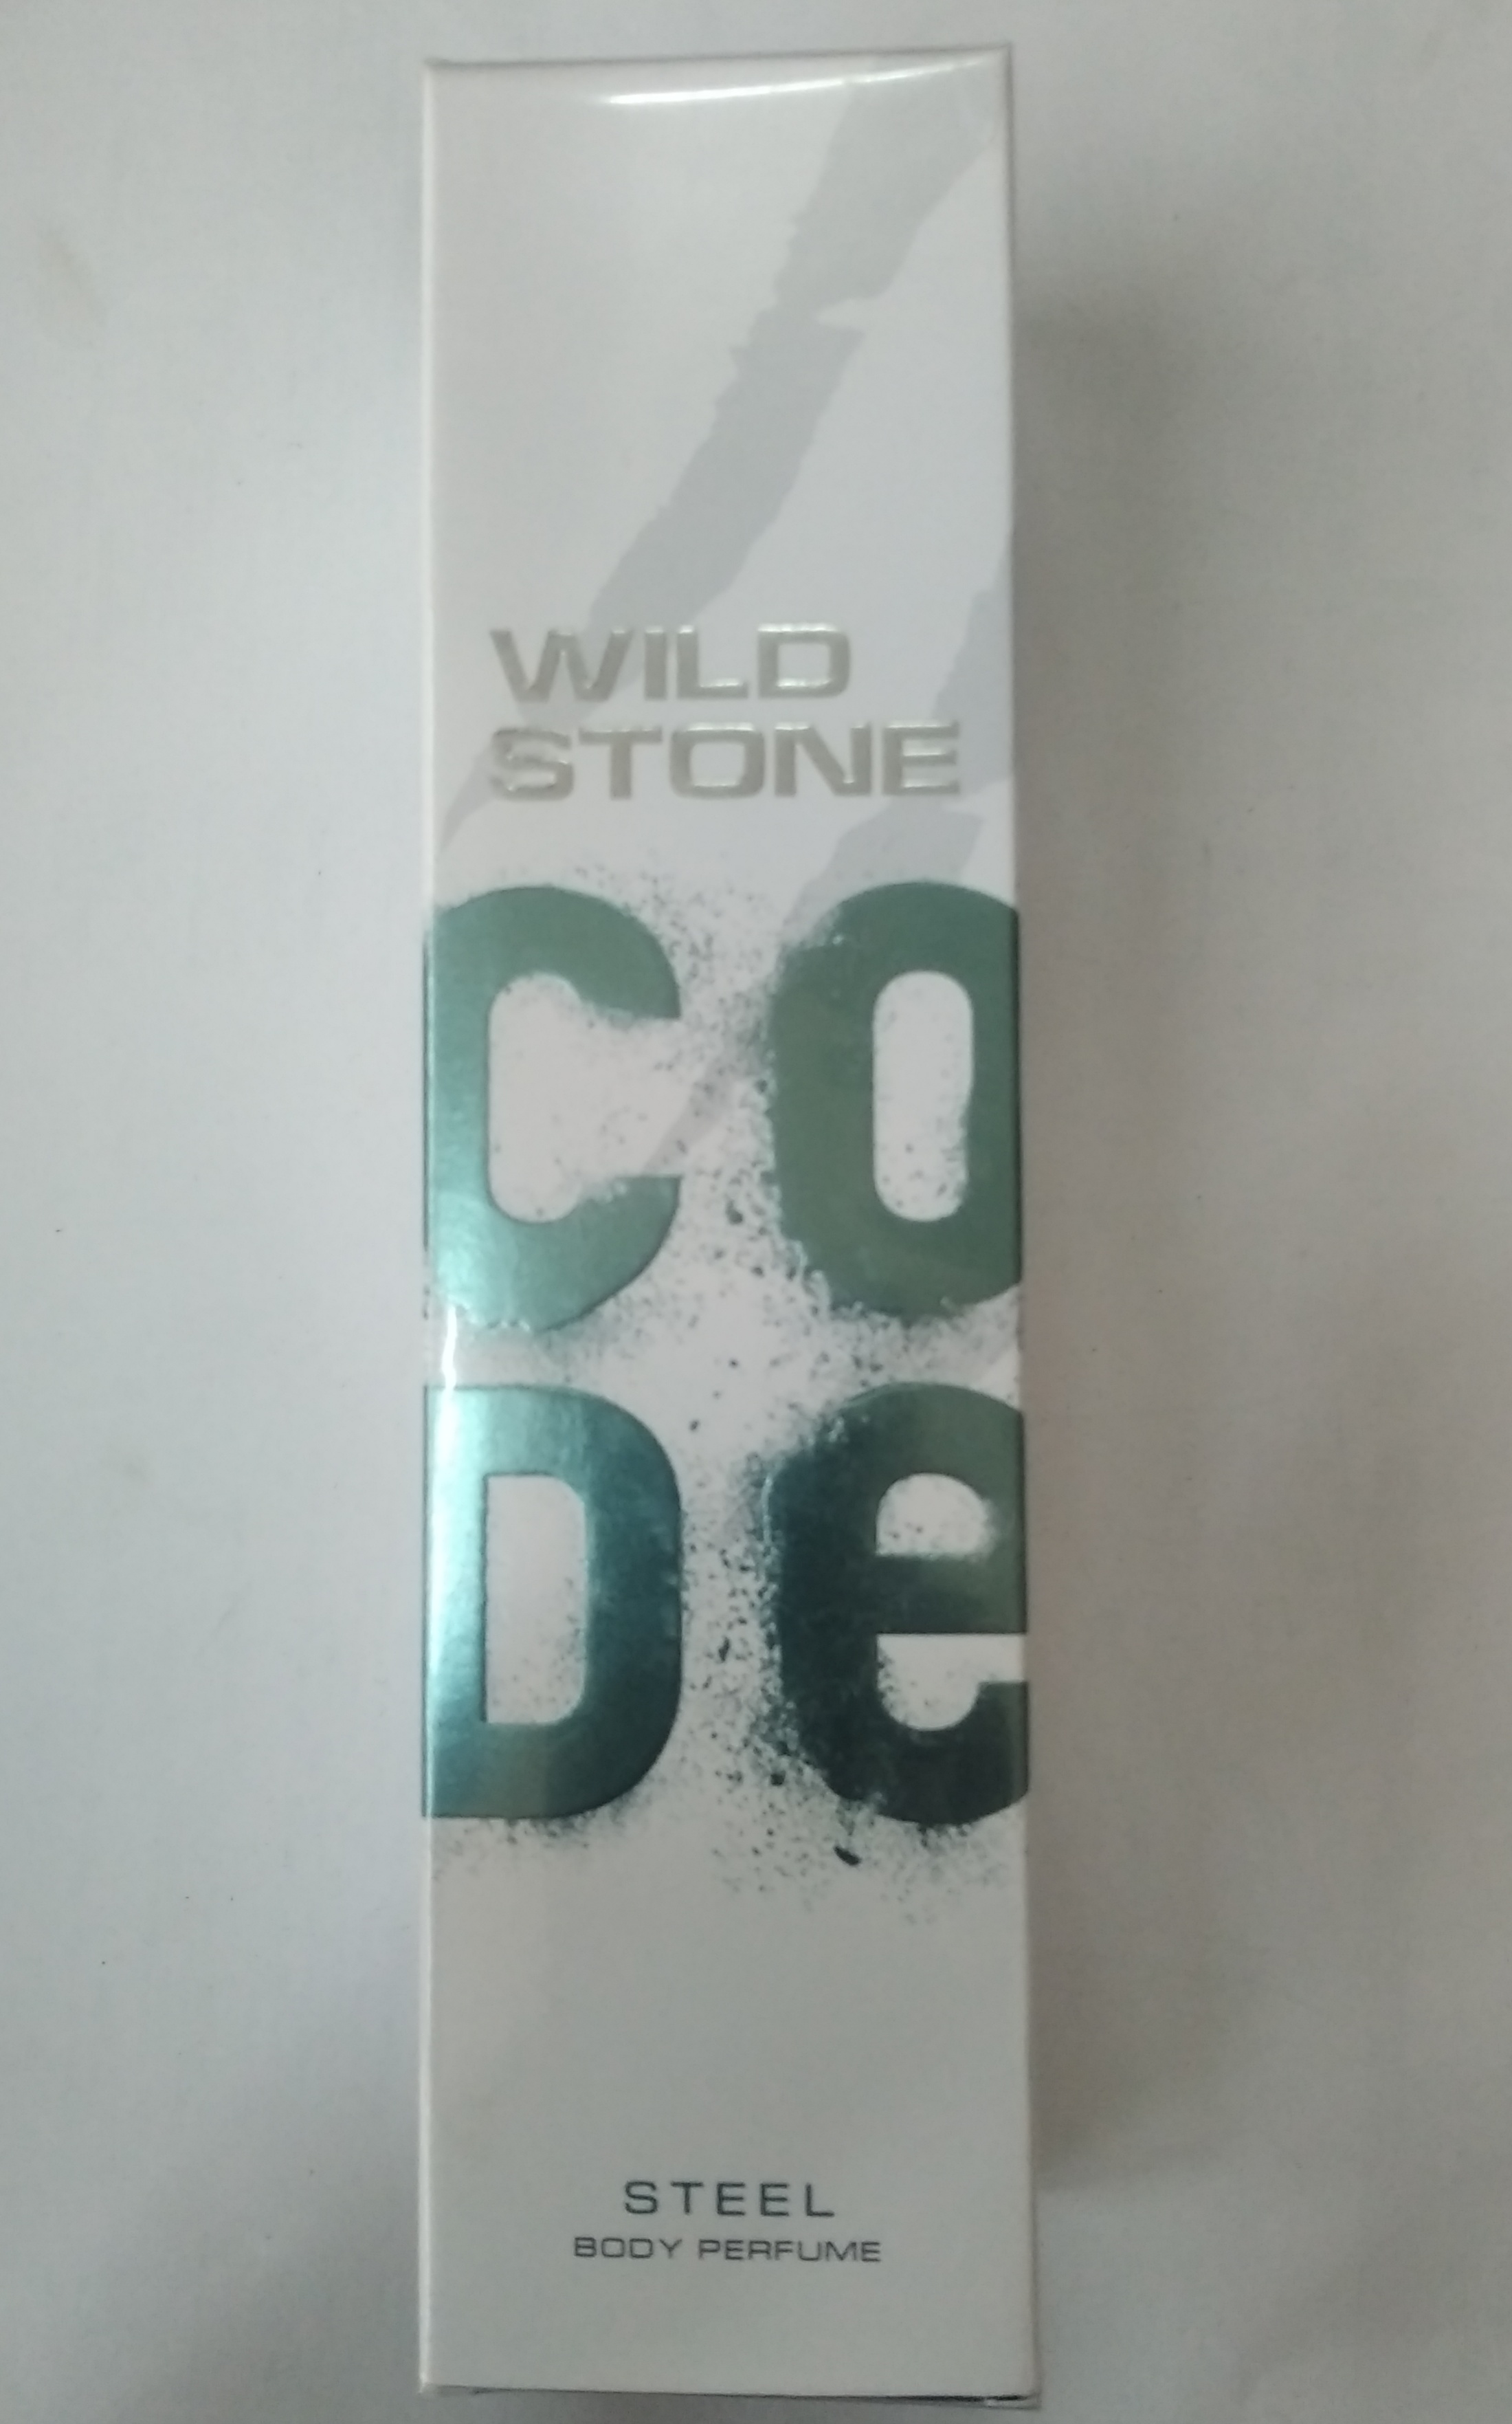 WILD
STONE
CO
De
STEEL
BODY PERFUME